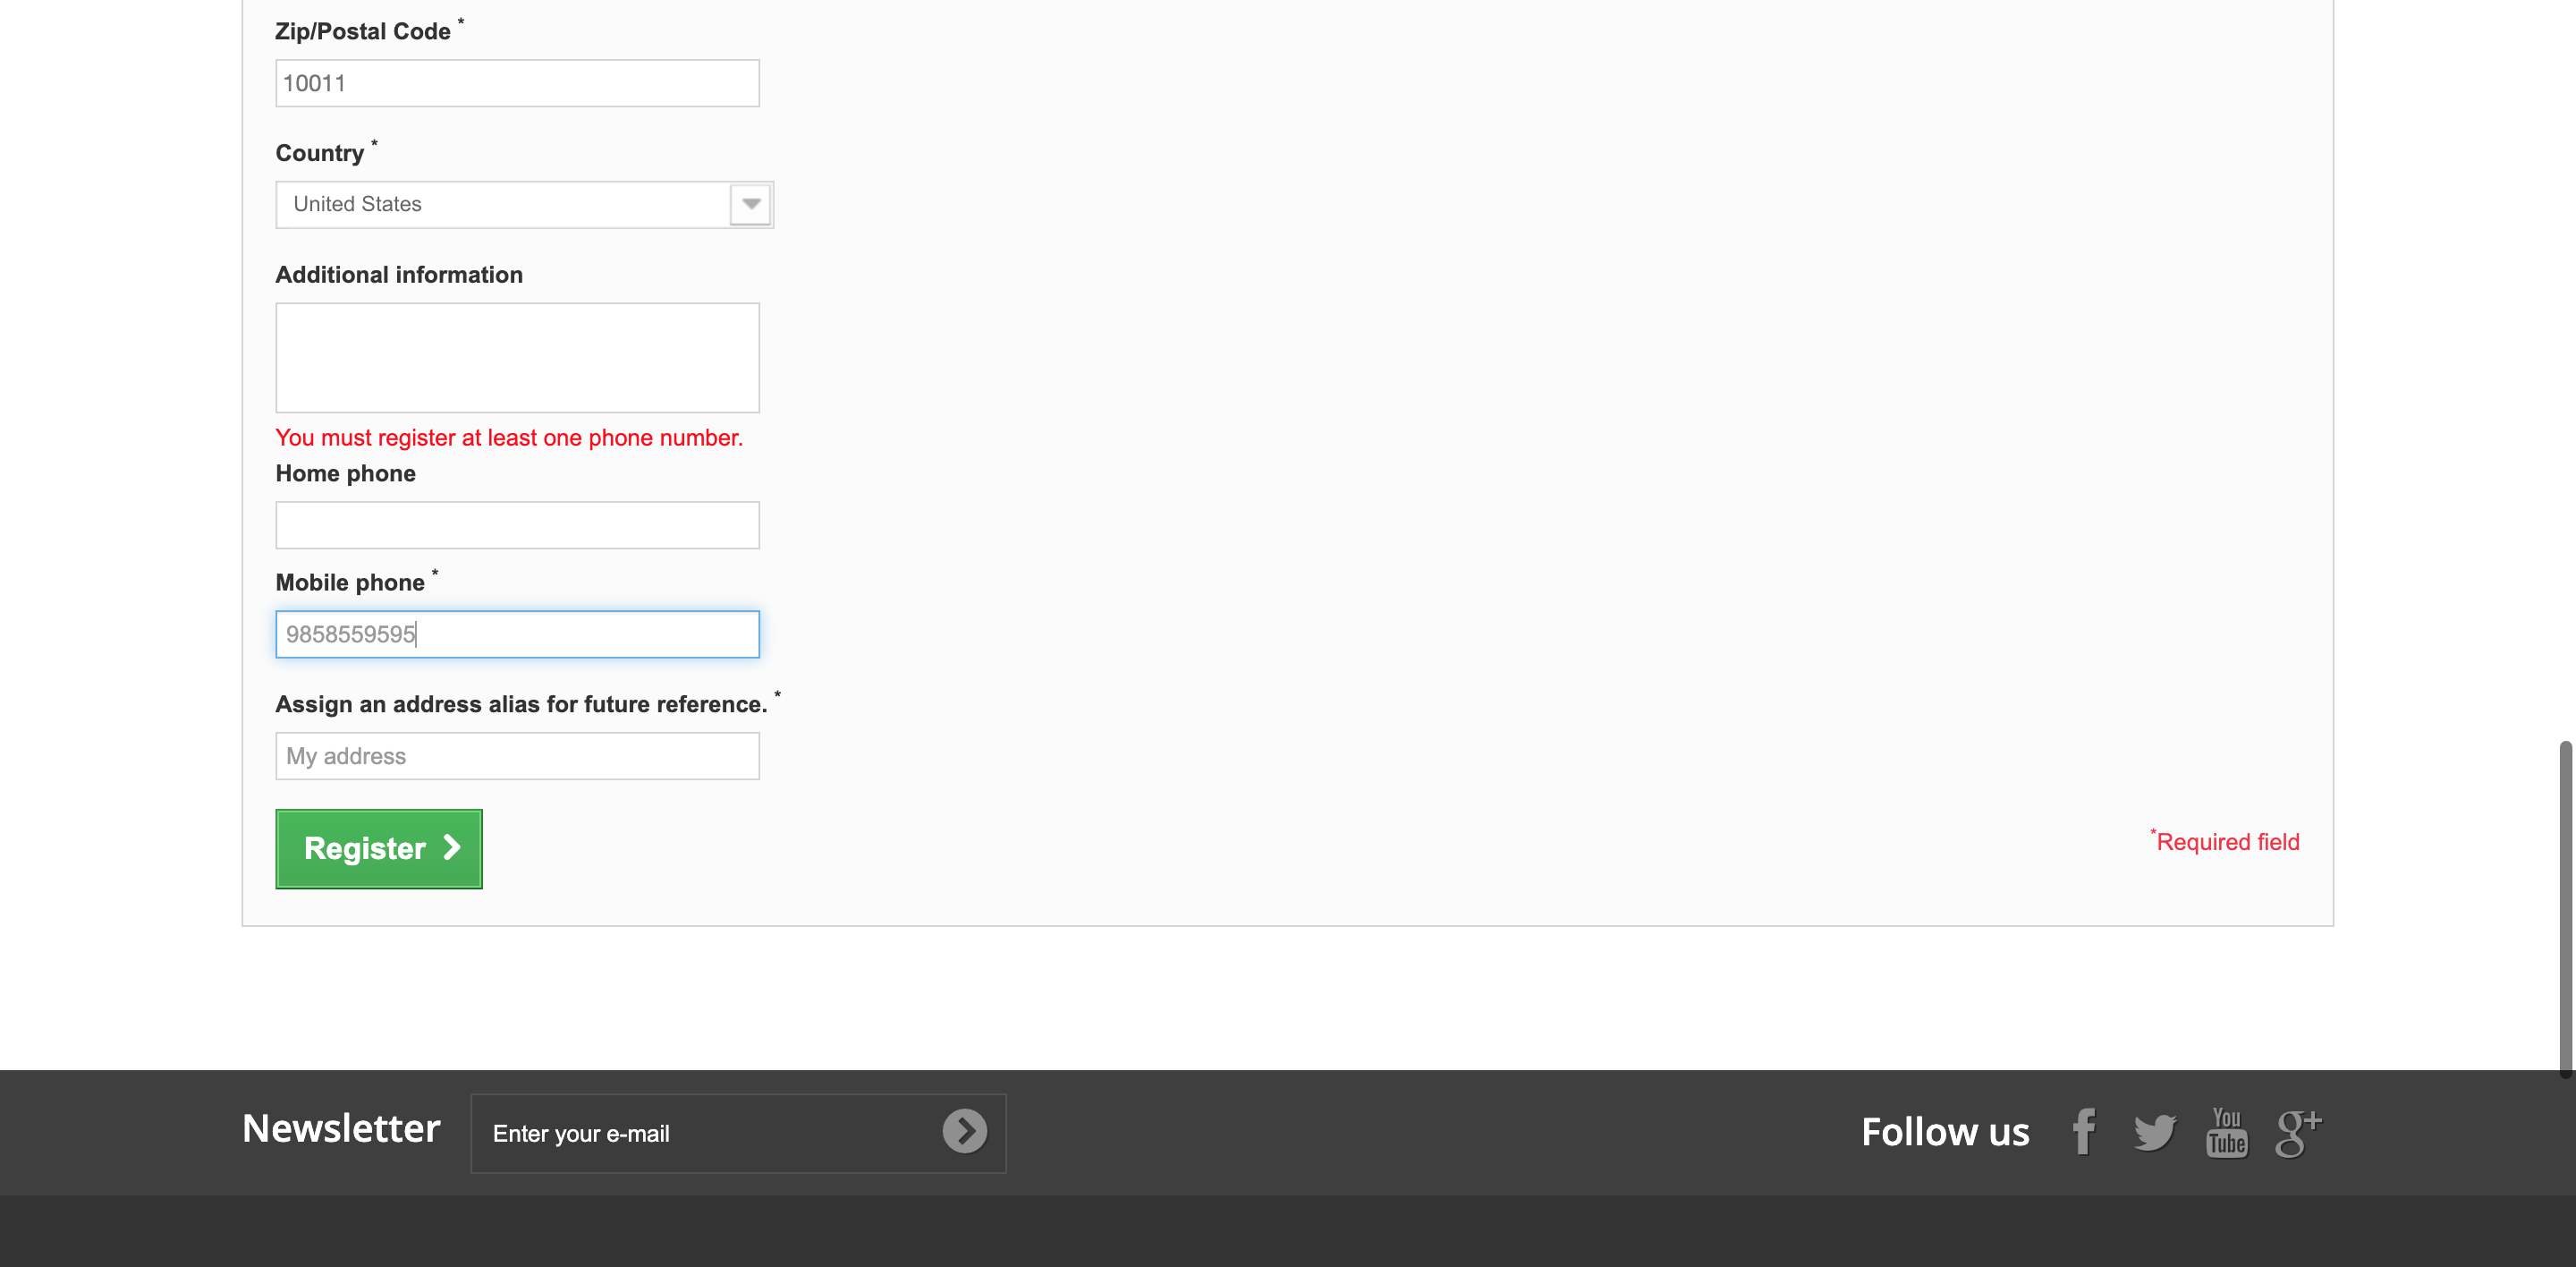 Zip/Postal Code *
10011
Country *
United States
Additional information
You must register at least one phone number.
Home phone
Mobile phone *
9858559595
Assign an address alias for future reference. *
My address
Register
*Required field
Newsletter
Enter your e-mail
Follow us
You
Tube
g+